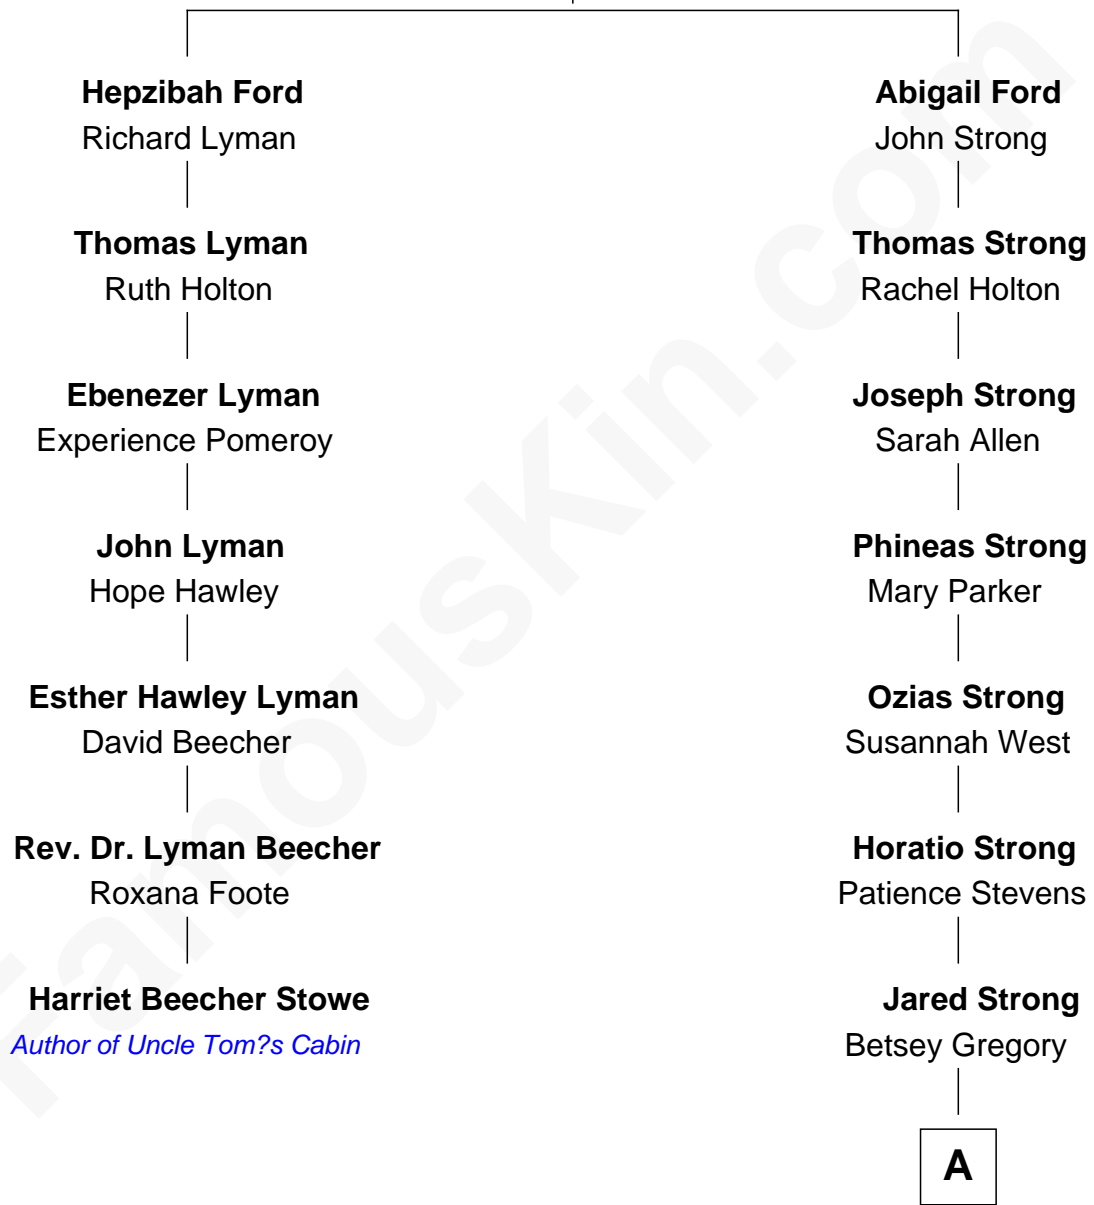 Hepzibah Ford
Richard Lyman
Abigail Ford
John Strong
Thomas Lyman
Ruth Holton
Thomas Strong
Rachel Holton
Ebenezer Lyman
Experience Pomeroy
Joseph Strong
Sarah Allen
John Lyman
Hope Hawley
Phineas Strong
Mary Parker
Esther Hawley Lyman
David Beecher
Ozias Strong
Susannah West
Rev. Dr. Lyman Beecher
Roxana Foote
Horatio Strong
Patience Stevens
Harriet Beecher Stowe
Author of Uncle Tom?s Cabin
Jared Strong
Betsey Gregory
A
FamousKin.com